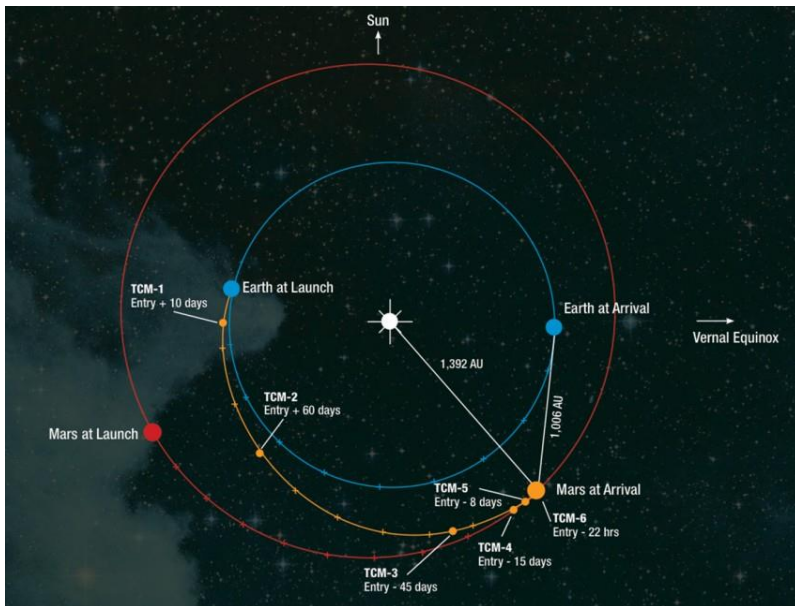 Sun
TCM-1
Entry + 10 days
Earth at Launch
Earth at Arrival
Vernal Equinox
1,392 AU
TCM-2
Entry + 60 days
Mars at Launch
1,006 AU
TCM-5
Entry - 8 days
Mars at Arrival
TCM-6
Entry - 22 hrs
TCM-4
Entry - 15 days
TCM-3
Entry - 45 days